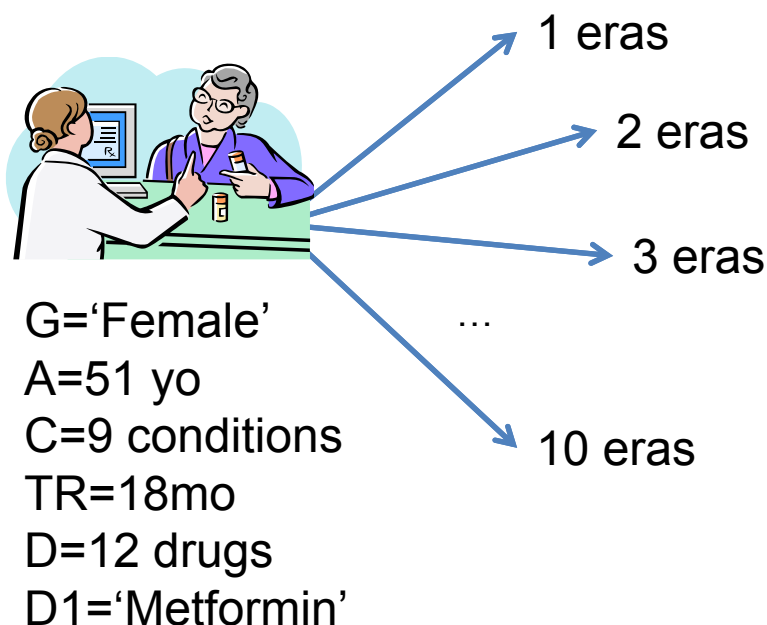 1 eras
2 eras
Rx
3 eras
G=‘Female’
…
A=51 yo
C=9 conditions
10 eras
TR=18mo
D=12 drugs
D1=‘Metformin’